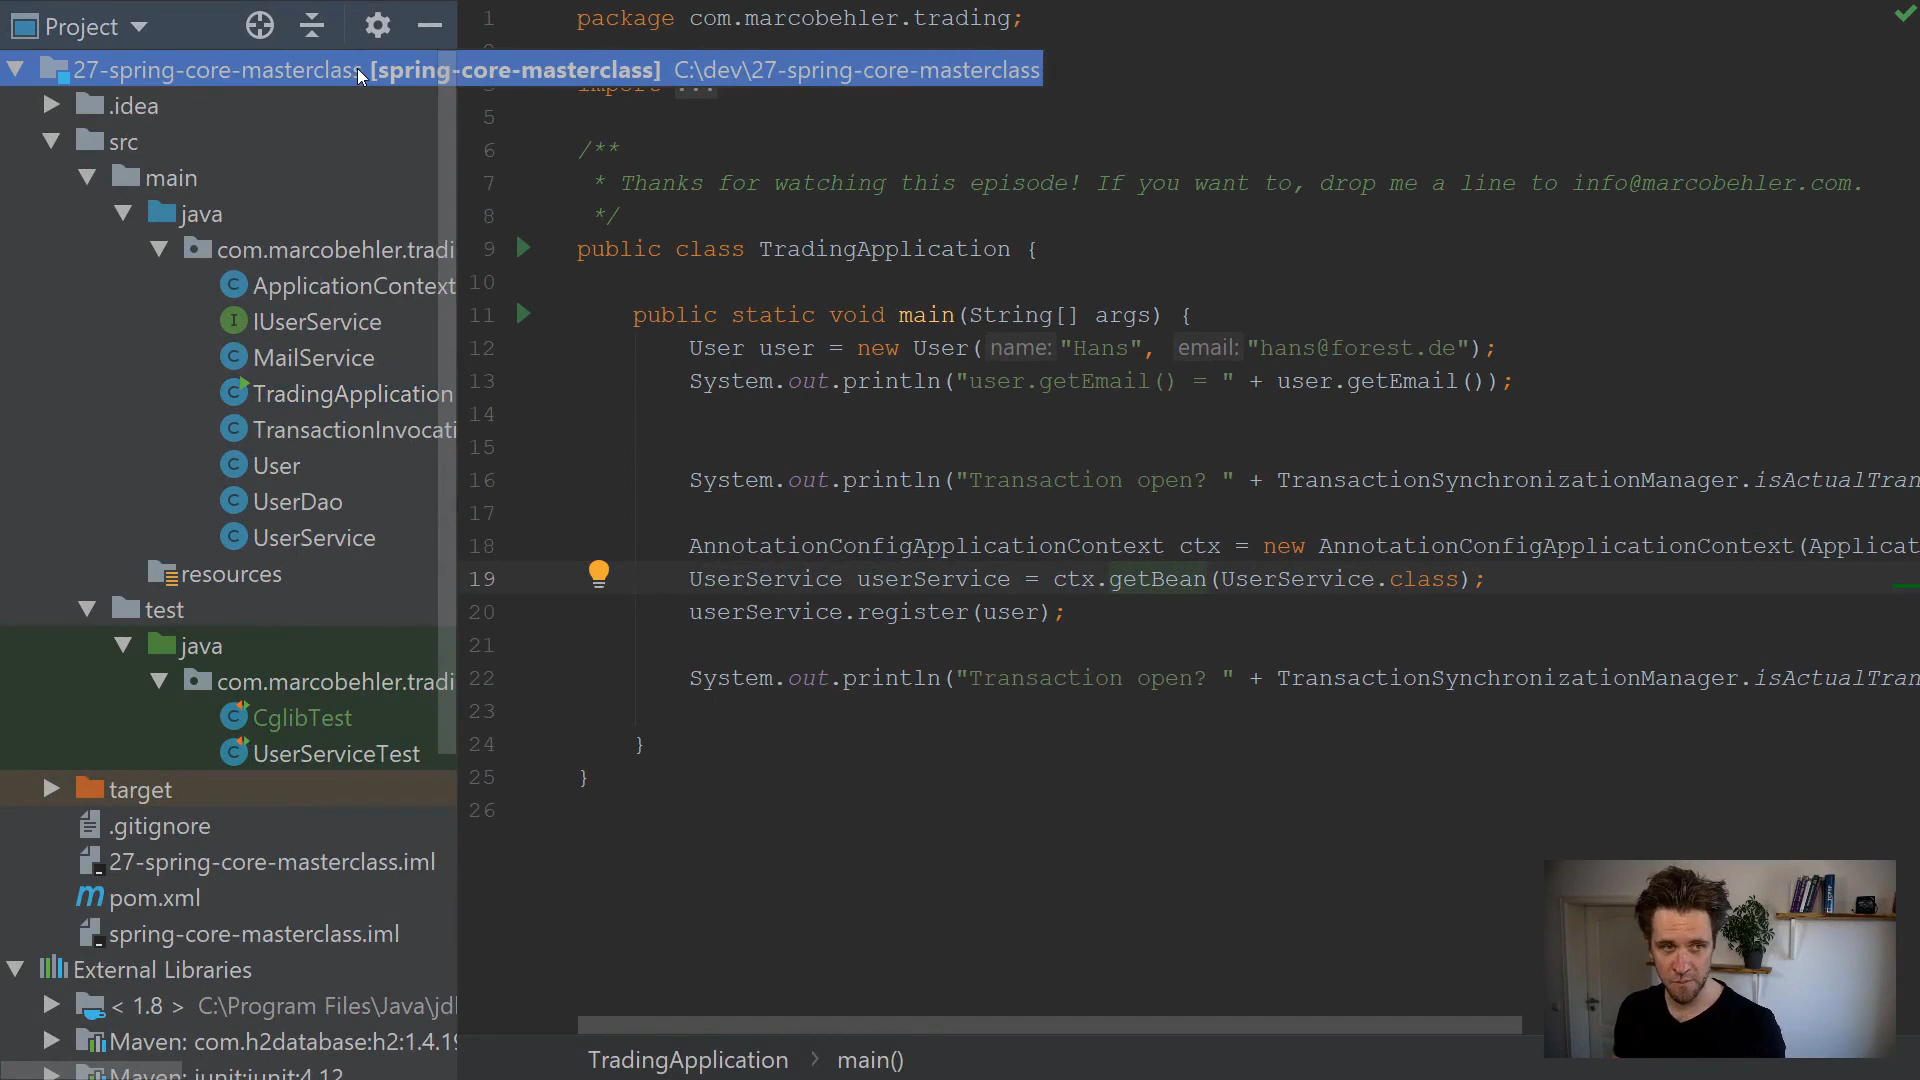 Project
27-spring-core-masterclass [spring-core-masterclass] C:\dev\27-spring-core-masterclass
.idea
src
main
java
com.marcobehler.tradi
ApplicationContext
IUserService
MailService
TradingApplication
TransactionInvocati
User
UserDao
UserService
resources
test
java
com.marcobehler.tradi
CglibTest
UserServiceTest
target
.gitignore
27-spring-core-masterclass.iml
pom.xml
spring-core-masterclass.iml
External Libraries
< 1.8 > C:\Program Files\Java\jd
Maven: com.h2database:h2:1.4.19
Maven: junit:junit:4.12
1 package com.marcobehler.trading;
import ...
5
6 /**
7 * Thanks for watching this episode! If you want to, drop me a line to info@marcobehler.com.
8 */
9 public class TradingApplication {
10
11 public static void main(String[] args) {
12 User user = new User( name: "Hans", email: "hans@forest.de");
13 System.out.println("user.getEmail() = " + user.getEmail());
14
15
16 System.out.println("Transaction open? " + TransactionSynchronizationManager.isActualTran
17
18 AnnotationConfigApplicationContext ctx = new AnnotationConfigApplicationContext(Applicat
19 UserService userService = ctx.getBean(UserService.class);
20 userService.register(user);
21
22 System.out.println("Transaction open? " + TransactionSynchronizationManager.isActualTran
23
24 }
25 }
26
TradingApplication > main()